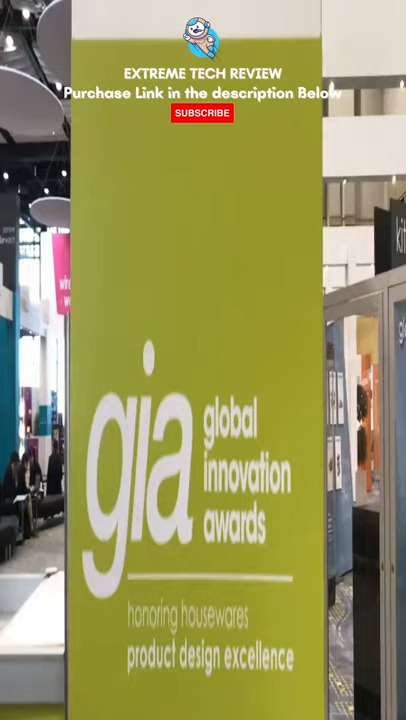 EXTREME TECH REVIEW
Purchase Link in the description Below
SUBSCRIBE
gia
global
innovation
awards
honoring housewares
product design excellence